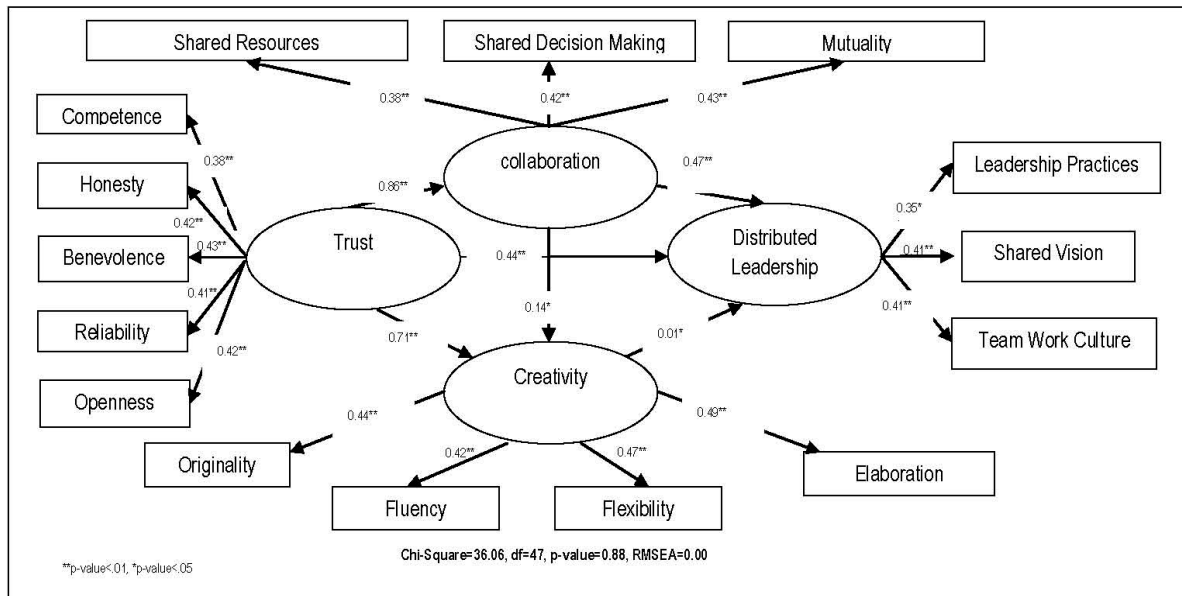 Shared Resources
Shared Decision Making
Mutuality
0.38**
0.42**
0.43**
Competence
collaboration
0.38**
0.47**
Leadership Practices
Honesty
0.86**
0.35*
0.42**
Trust
Distributed
Leadership
Benevolence
0.43**
0.44**
0.41**
Shared Vision
0.41**
0.14*
0.41**
Reliability
0.71**
0.01*
Team Work Culture
0.42**
Creativity
Openness
0.44**
0.49**
Originality
0.42**
0.47**
Elaboration
Fluency
Flexibility
Chi-Square=36.06, df=47, p-value=0.88, RMSEA=0.00
**p-value<.01, *p-value<.05